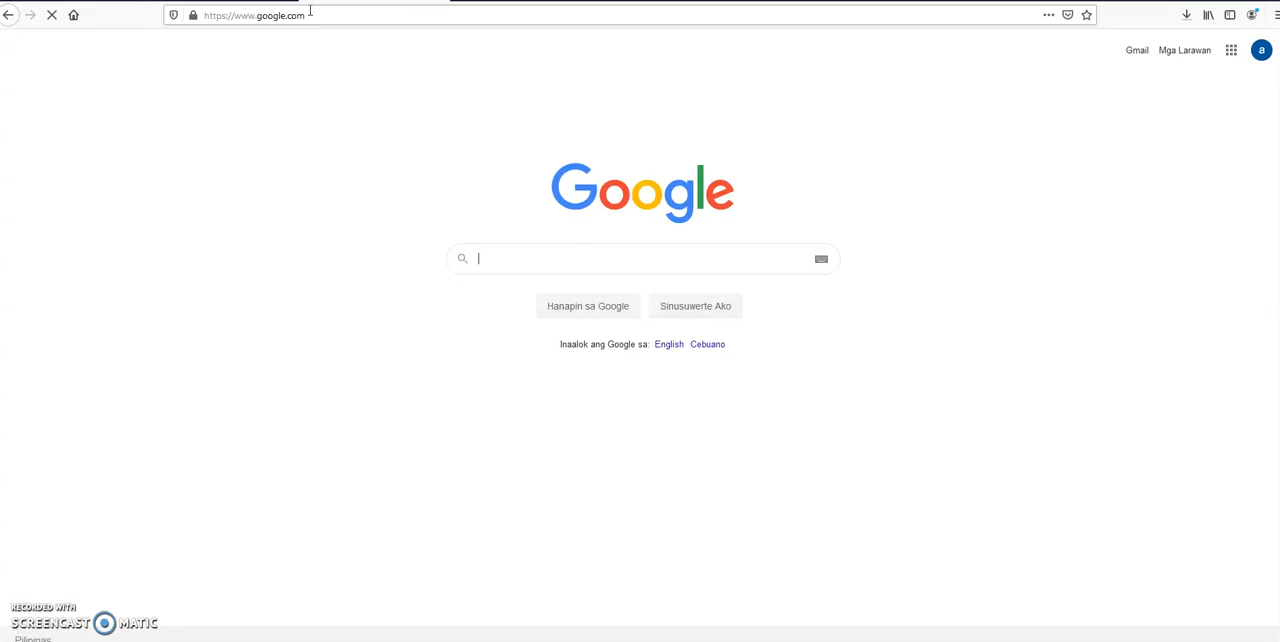 https://www.google.com
Gmail Mga Larawan a
Google
Hanapin sa Google Sinusuwerte Ako
Inaalok ang Google sa: English Cebuano
RECORDED WITH
SCREENCAST MATIC
Pilipinas